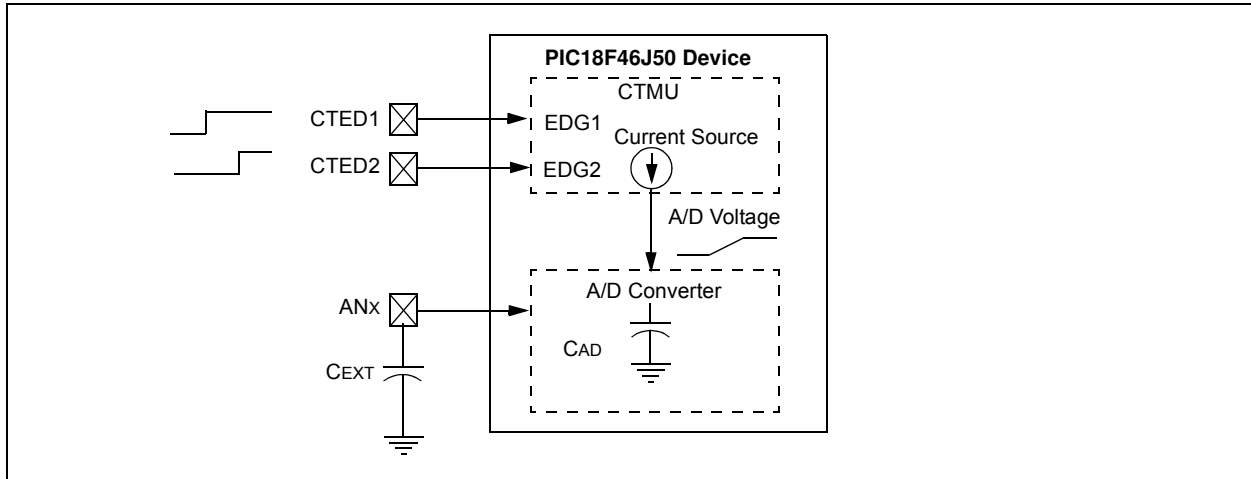 PIC18F46J50 Device
CTMU
CTED1
EDG1
Current Source
CTED2
EDG2
A/D Voltage
A/D Converter
ANX
CAD
CEXT